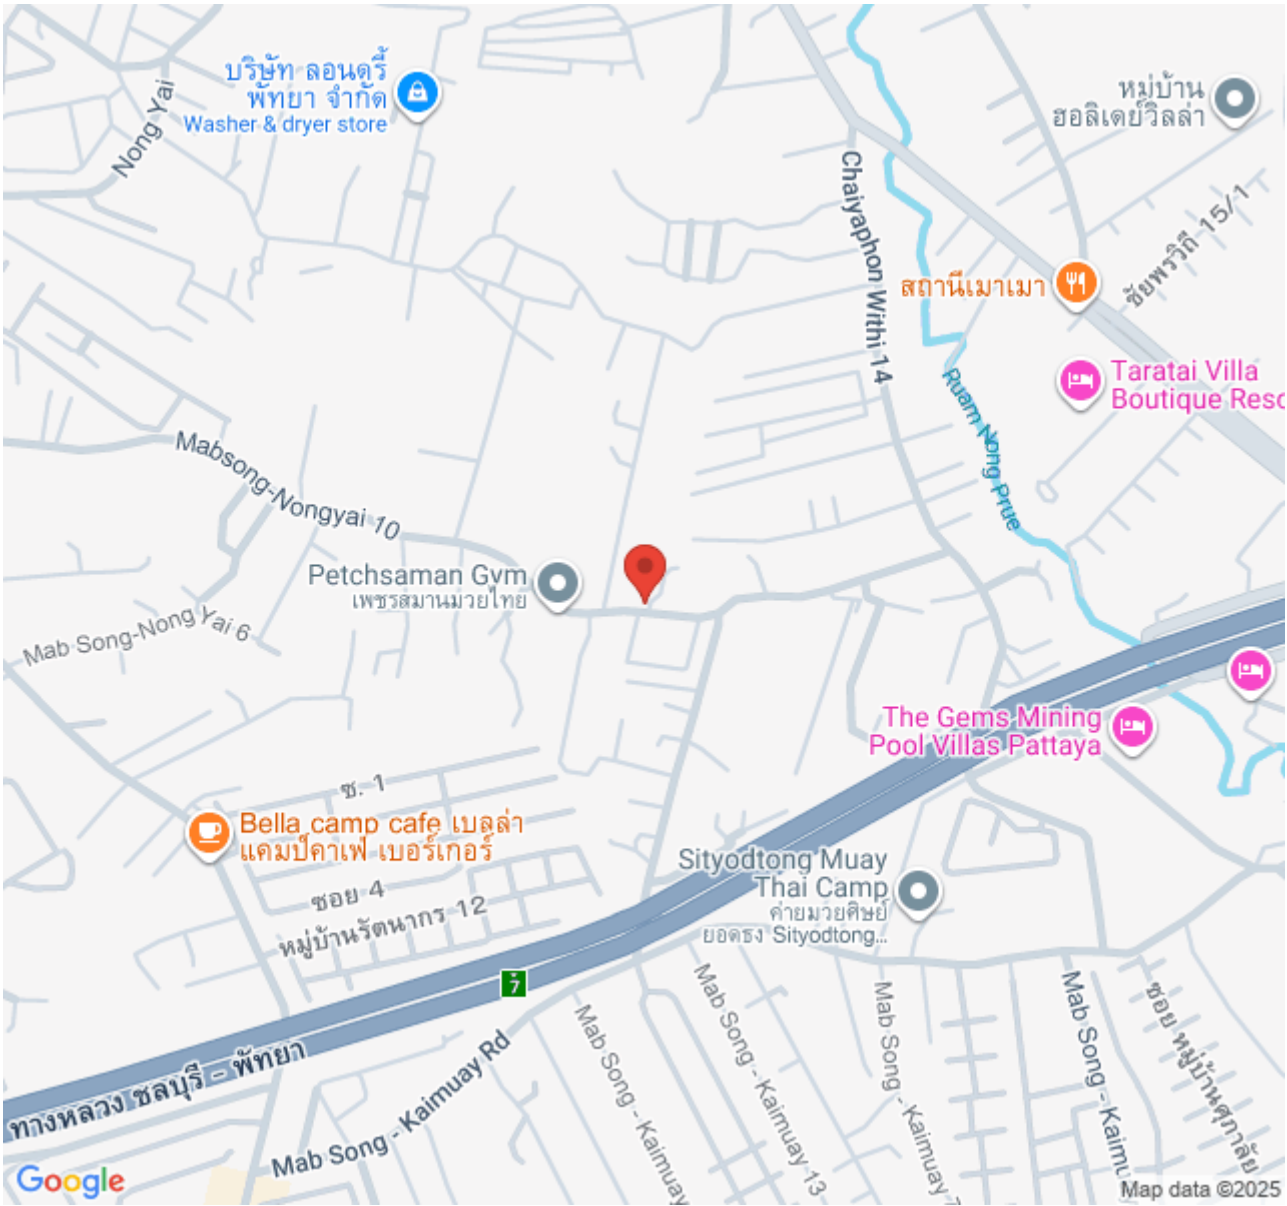 บริษัท ลอนดรี้
พัทยา จำกัด
Washer & dryer store
Nong Yai
หมู่บ้าน
ฮอลิเดย์วิลล่า
Chaiyaphon Withi 14
ชัยพรวิถี 15/1
สถานีเมาเมา
Taratai Villa
Boutique Reso
Ruam Nong Prue
Mabsong-Nongyai 10
Petchsaman Gym
เพชรสมานมวยไทย
Mab Song-Nong Yai 6
The Gems Mining
Pool Villas Pattaya
ซ. 1
Bella camp cafe เบลล่า
แคมป์คาเฟ่ เบอร์เกอร์
ซอย 4
หมู่บ้านรัตนากร 12
Sityodtong Muay
Thai Camp
ค่ายมวยศิษย์
ยอดธง Sityodtong...
7
ทางหลวง ชลบุรี - พัทยา
Mab Song - Kaimuay Rd
Mab Song - Kaimuay
Mab Song - Kaimuay 13
Mab Song - Kaimuay 7
Mab Song - Kaimu
ซอย หมู่บ้านศุภาลัย
Google
Map data ©2025